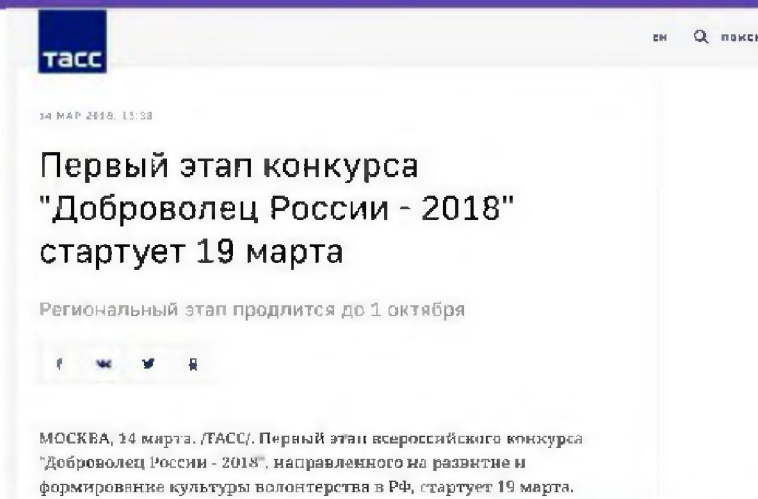 тасс
EN поиск
14 МАР 2018, 13:38
Первый этап конкурса
"Доброволец России - 2018"
стартует 19 марта
Региональный этап продлится до 1 октября
МОСКВА, 14 марта. /ТАСС/. Первый этап всероссийского конкурса
"Доброволец России - 2018", направленного на развитие и
формирование культуры волонтерства в РФ, стартует 19 марта.